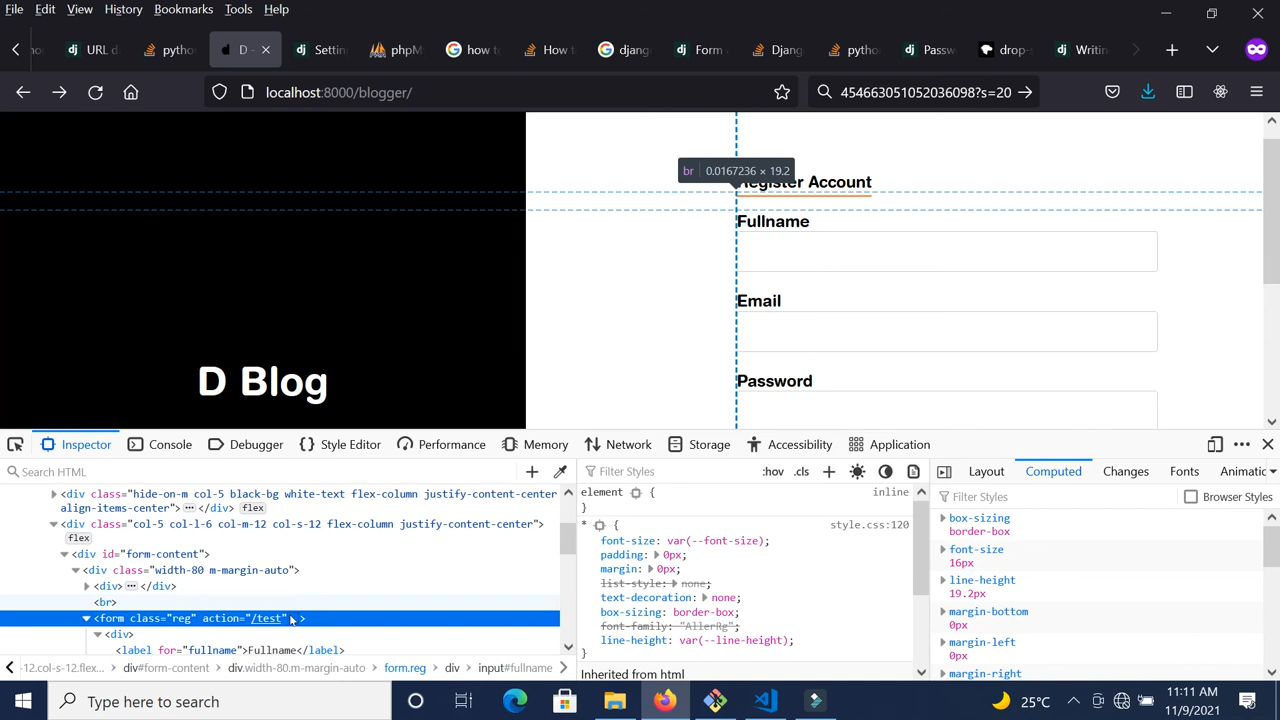 File Edit View History Bookmarks Tools Help
URL d
python
D -
Settin
phpM
how to
How t
django
Form
Djang
python
Passw
drop-s
Writin
localhost:8000/blogger/
454663051052036098?s=20
br 0.0167236 × 19.2
Register Account
Fullname
Email
Password
D Blog
Inspector Console Debugger Style Editor Performance Memory Network Storage Accessibility Application
Search HTML
<div class="hide-on-m col-5 black-bg white-text flex-column justify-content-center
align-items-center"> </div> flex
<div class="col-5 col-l-6 col-m-12 col-s-12 flex-column justify-content-center">
flex
<div id="form-content">
<div class="width-80 m-margin-auto">
<div> </div>
<br>
<form class="reg" action="/test" >
<div>
<label for="fullname">Fullname</label>
-12.col-s-12.flex... div#form-content div.width-80.m-margin-auto form.reg div input#fullname
Filter Styles :hov .cls
element { inline
}
* { style.css:120
font-size: var(--font-size);
padding: 0px;
margin: 0px;
list-style: none;
text-decoration: none;
box-sizing: border-box;
font-family: "AllerRg";
line-height: var(--line-height);
}
Inherited from html
Layout Computed Changes Fonts Animatic
Filter Styles Browser Styles
box-sizing
border-box
font-size
16px
line-height
19.2px
margin-bottom
0px
margin-left
0px
margin-right
Type here to search
25°C
11:11 AM
11/9/2021